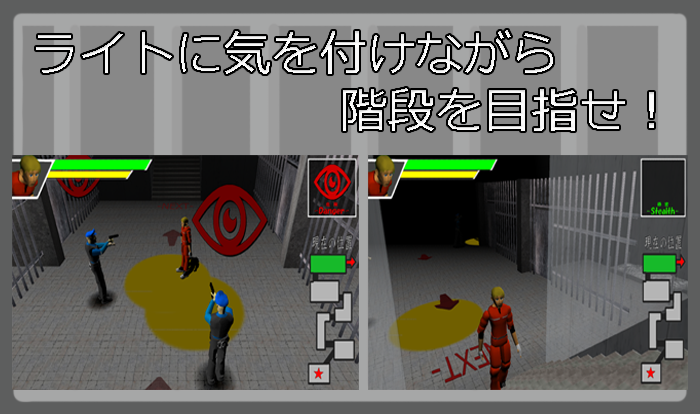 ライトに気を付けながら
階段を目指せ！
Danger
現在の位置
-Stealth-
現在の位置
NEXT-